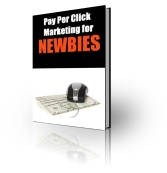 Pay Per Click
Marketing for
NEWBIES